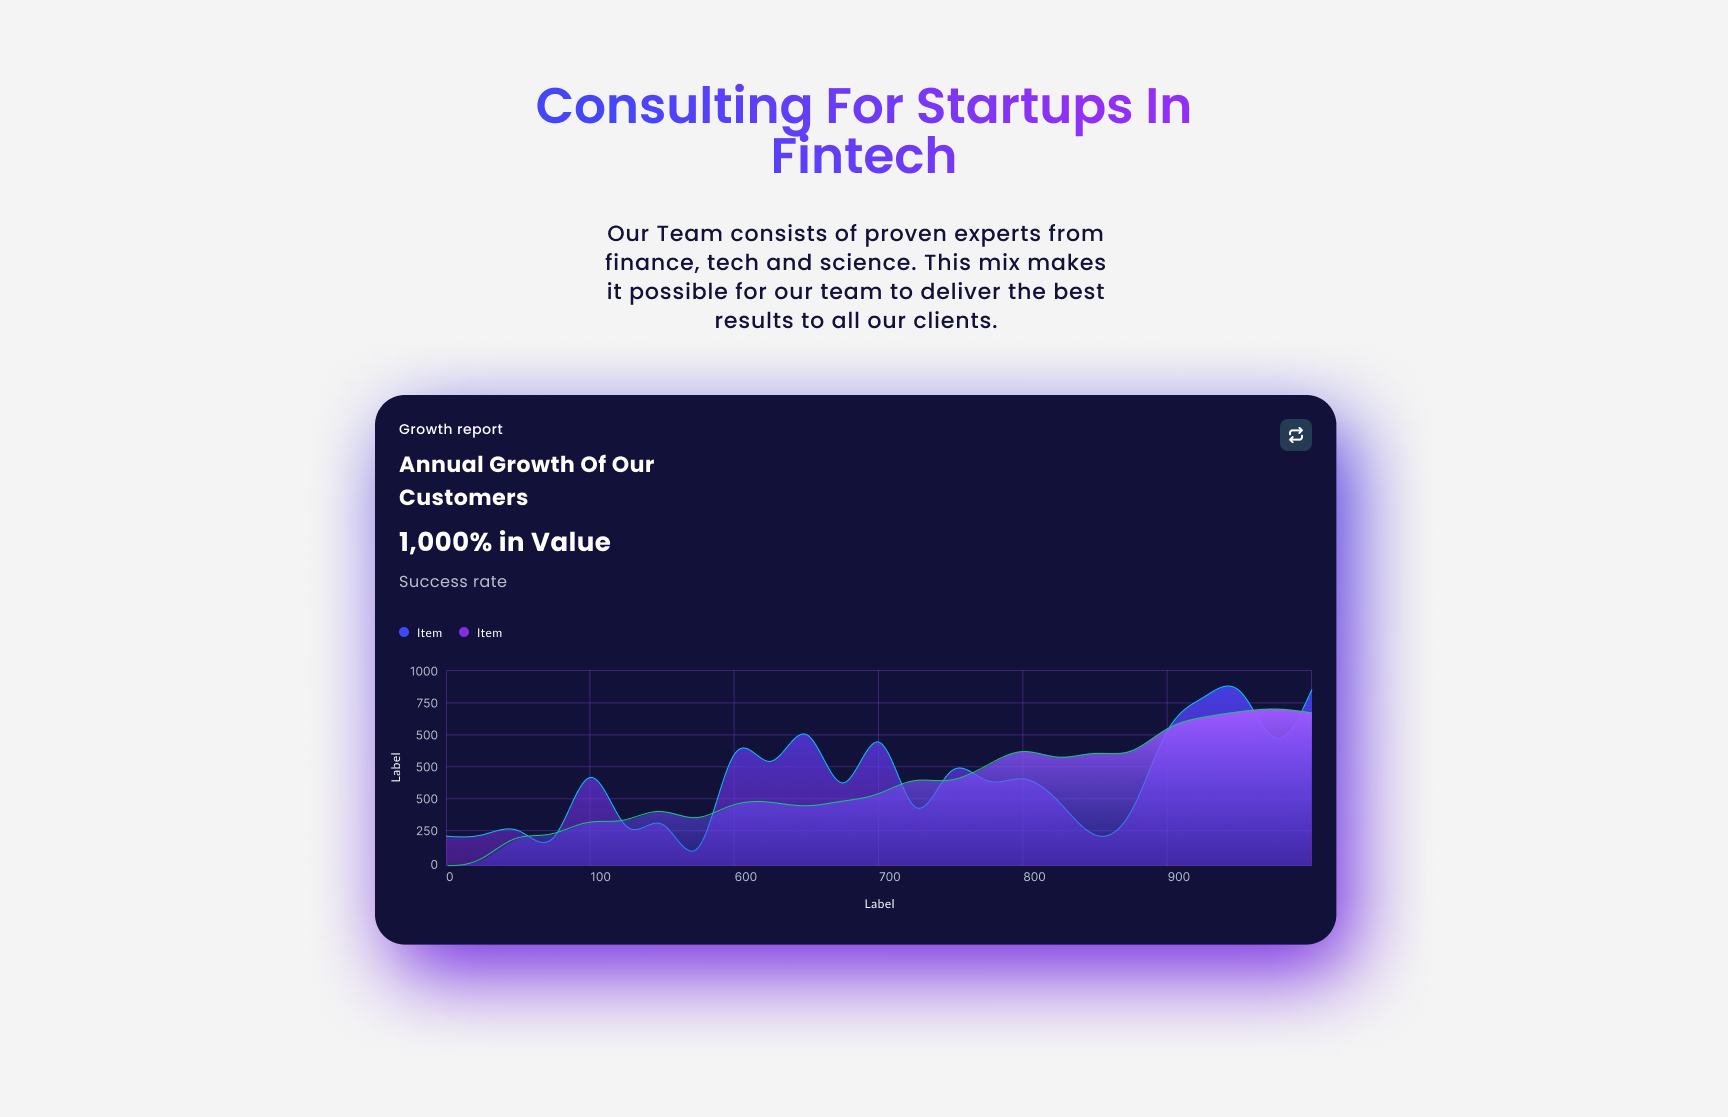 Consulting For Startups In
Fintech
Our Team consists of proven experts from
finance, tech and science. This mix makes
it possible for our team to deliver the best
results to all our clients.
Growth report
Annual Growth Of Our
Customers
1,000% in Value
Success rate
Item Item
1000
750
500
500
500
250
0
Label
0 100 600 700 800 900
Label